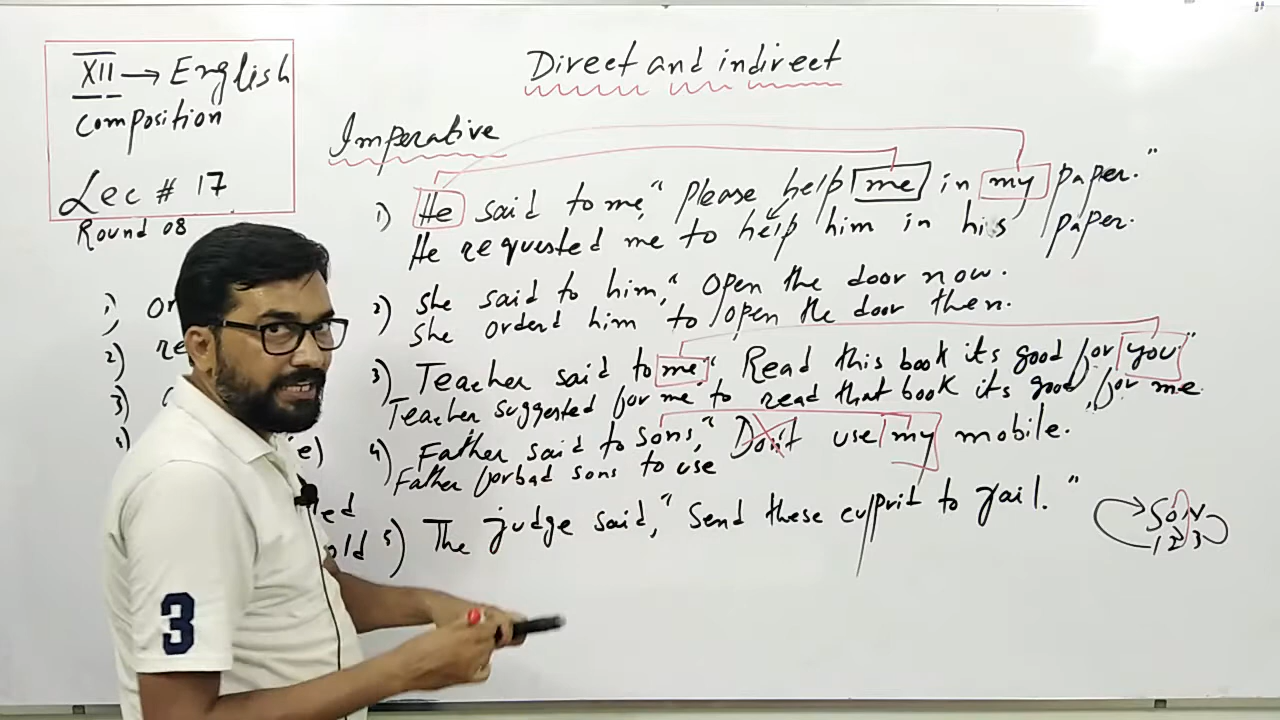 XII → English
composition
Lec # 17
Round 08
Direct and indirect
Imperative
1) He said to me," Please help me in my paper."
He requested me to help him in his paper.
2) She said to him," Open the door now.
She orderd him to open the door then.
3) Teacher said to me" Read this book its good for you"
Teacher suggested for me to read that book its good for me.
4) Father said to sons," Don't use my mobile.
Father forbad sons to use
5) The judge said," Send these culprit to jail."
SON
123
1)
2)
3)
4)
3